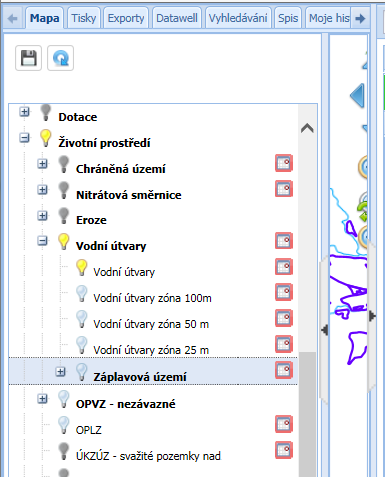 Mapa Tisky Exporty Datawell Vyhledávání Spis Moje his
Dotace
Životní prostředí
Chráněná území
Nitrátová směrnice
Eroze
Vodní útvary
Vodní útvary
Vodní útvary zóna 100m
Vodní útvary zóna 50 m
Vodní útvary zóna 25 m
Záplavová území
OPVZ - nezávazné
OPLZ
ÚKZÚZ - svažité pozemky nad